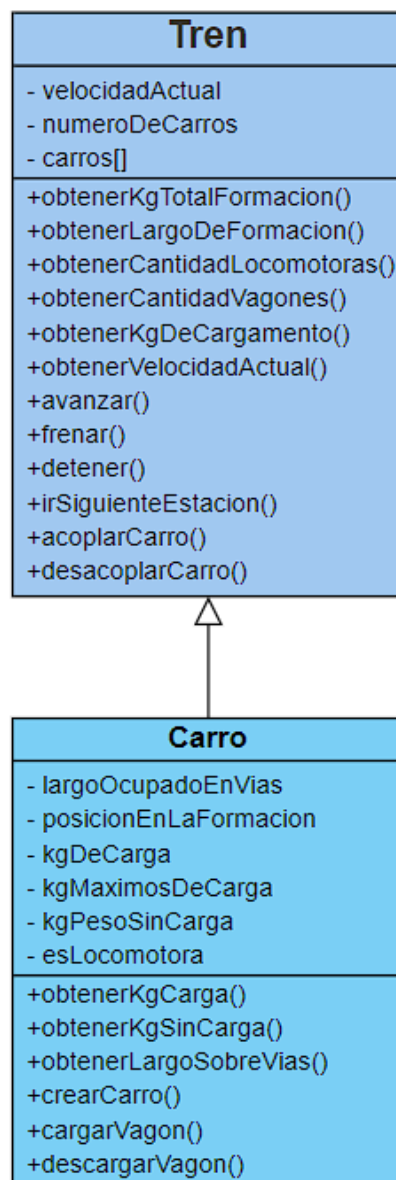 Tren
- velocidadActual
- numeroDeCarros
- carros[]
+obtenerKgTotalFormacion()
+obtenerLargoDeFormacion()
+obtenerCantidadLocomotoras()
+obtenerCantidadVagones()
+obtenerKgDeCargamento()
+obtenerVelocidadActual()
+avanzar()
+frenar()
+detener()
+irSiguienteEstacion()
+acoplarCarro()
+desacoplarCarro()
Carro
- largoOcupadoEnVias
- posicionEnLaFormacion
- kgDeCarga
- kgMaximosDeCarga
- kgPesoSinCarga
- esLocomotora
+obtenerKgCarga()
+obtenerKgSinCarga()
+obtenerLargoSobreVias()
+crearCarro()
+cargarVagon()
+descargarVagon()